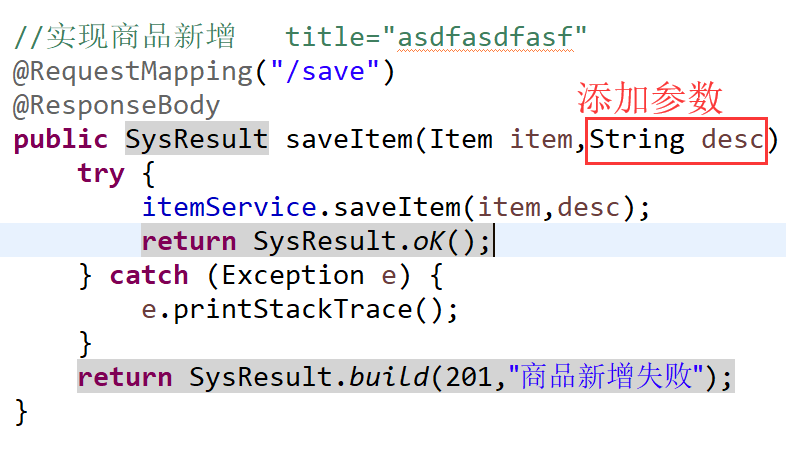 //实现商品新增   title="asdfasdfasf"
@RequestMapping("/save")
@ResponseBody
添加参数
public SysResult saveItem(Item item,String desc)
    try {
        itemService.saveItem(item,desc);
        return SysResult.oK();
    } catch (Exception e) {
        e.printStackTrace();
    }
    return SysResult.build(201,"商品新增失败");
}